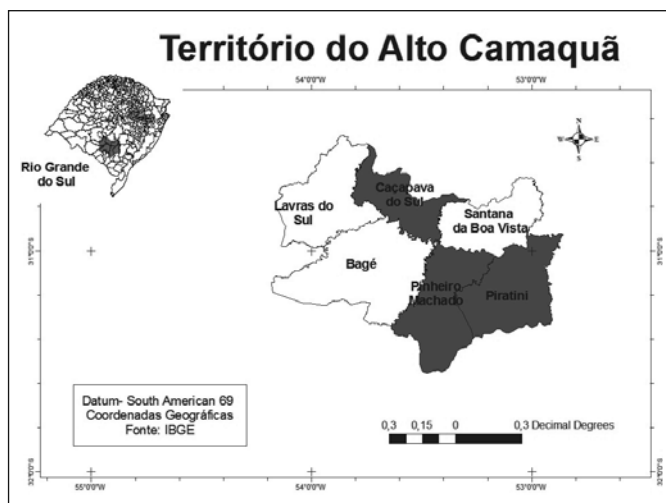 Território do Alto Camaquã
54°0'0"W
53°0'0"W
N
W
E
S
Rio Grande
do Sul
Caçapava
do Sul
Lavras do
Sul
Santana
da Boa Vista
31°0'0"S
31°0'0"S
Bagé
Pinheiro
Machado
Piratini
Datum- South American 69
Coordenadas Geográficas
Fonte: IBGE
0,3 0,15 0 0,3 Decimal Degrees
32°0'0"S
32°0'0"S
55°0'0"W
54°0'0"W
53°0'0"W